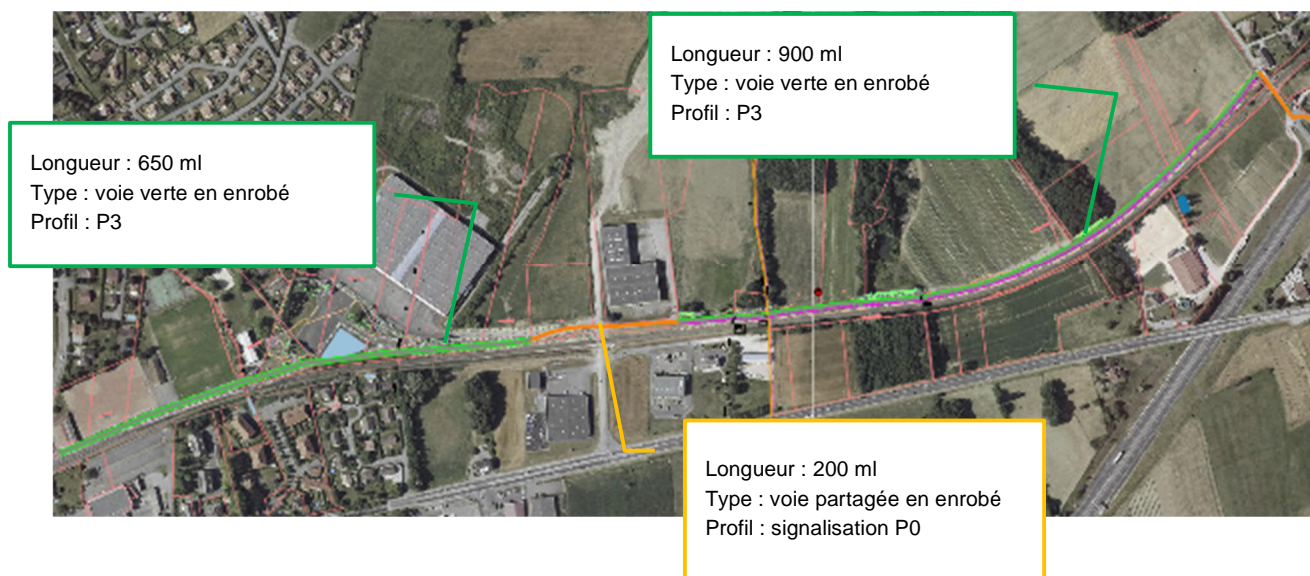 Longueur : 650 ml
Type : voie verte en enrobé
Profil : P3
Longueur : 900 ml
Type : voie verte en enrobé
Profil : P3
Longueur : 200 ml
Type : voie partagée en enrobé
Profil : signalisation P0